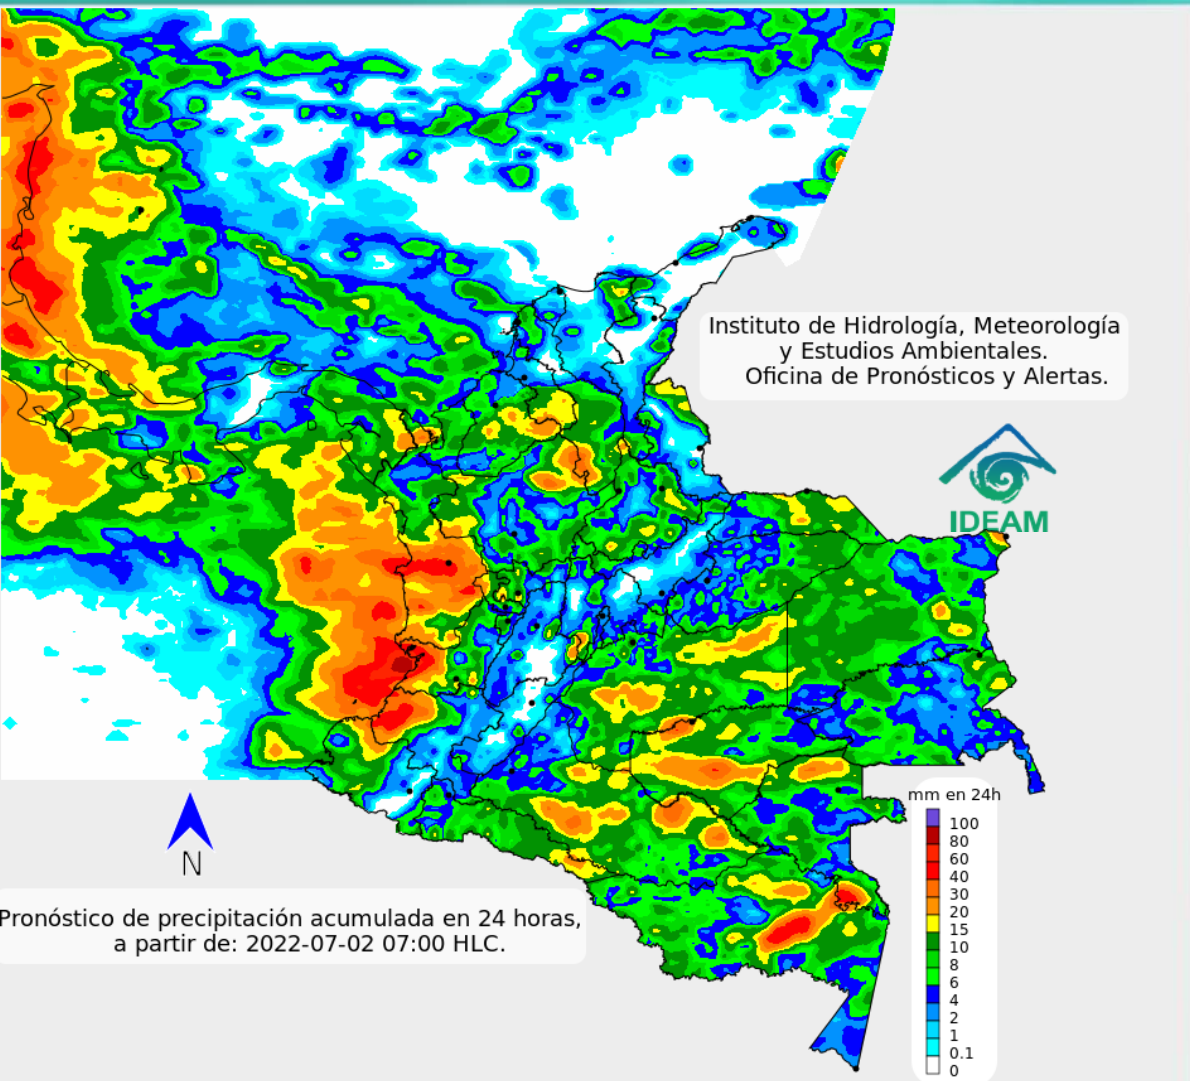 Instituto de Hidrología, Meteorología
y Estudios Ambientales.
Oficina de Pronósticos y Alertas.
IDEAM
N
Pronóstico de precipitación acumulada en 24 horas,
a partir de: 2022-07-02 07:00 HLC.
mm en 24h
100
80
60
40
30
20
15
10
8
6
4
2
1
0.1
0